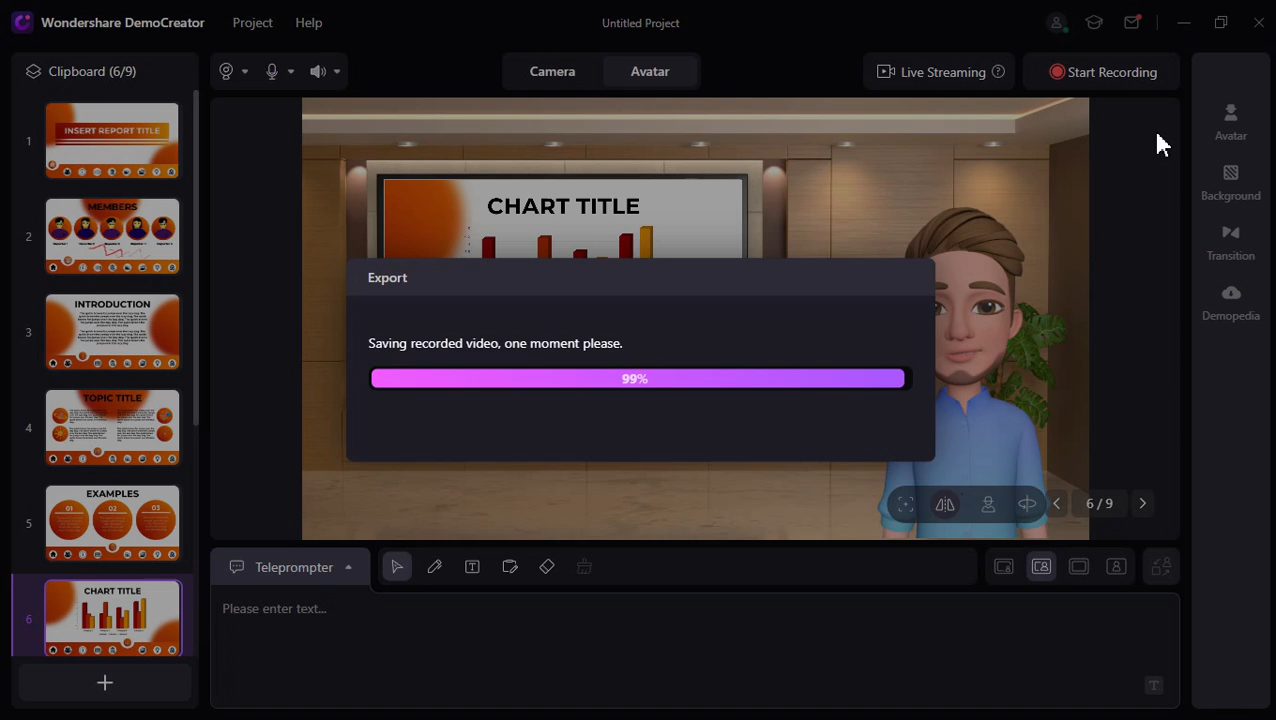 Wondershare DemoCreator
Project
Help
Untitled Project
Clipboard (6/9)
Camera
Avatar
Live Streaming
Start Recording
1
INSERT REPORT TITLE
2
MEMBERS
3
INTRODUCTION
4
TOPIC TITLE
5
EXAMPLES
01
02
03
6
CHART TITLE
CHART TITLE
Export
Saving recorded video, one moment please.
99%
6 / 9
Avatar
Background
Transition
Demopedia
Teleprompter
Please enter text...